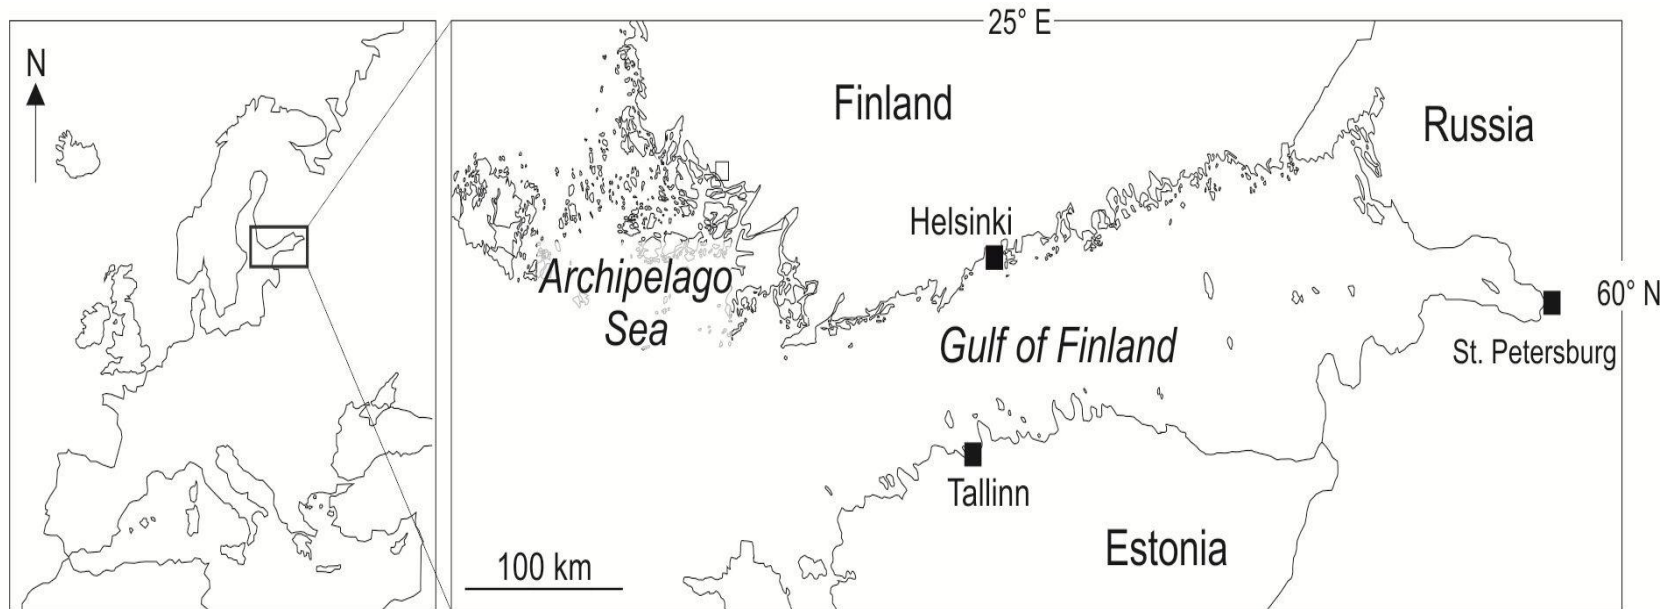 N
25° E
Finland
Russia
Helsinki
Archipelago
Sea
60° N
Gulf of Finland
St. Petersburg
Tallinn
Estonia
100 km